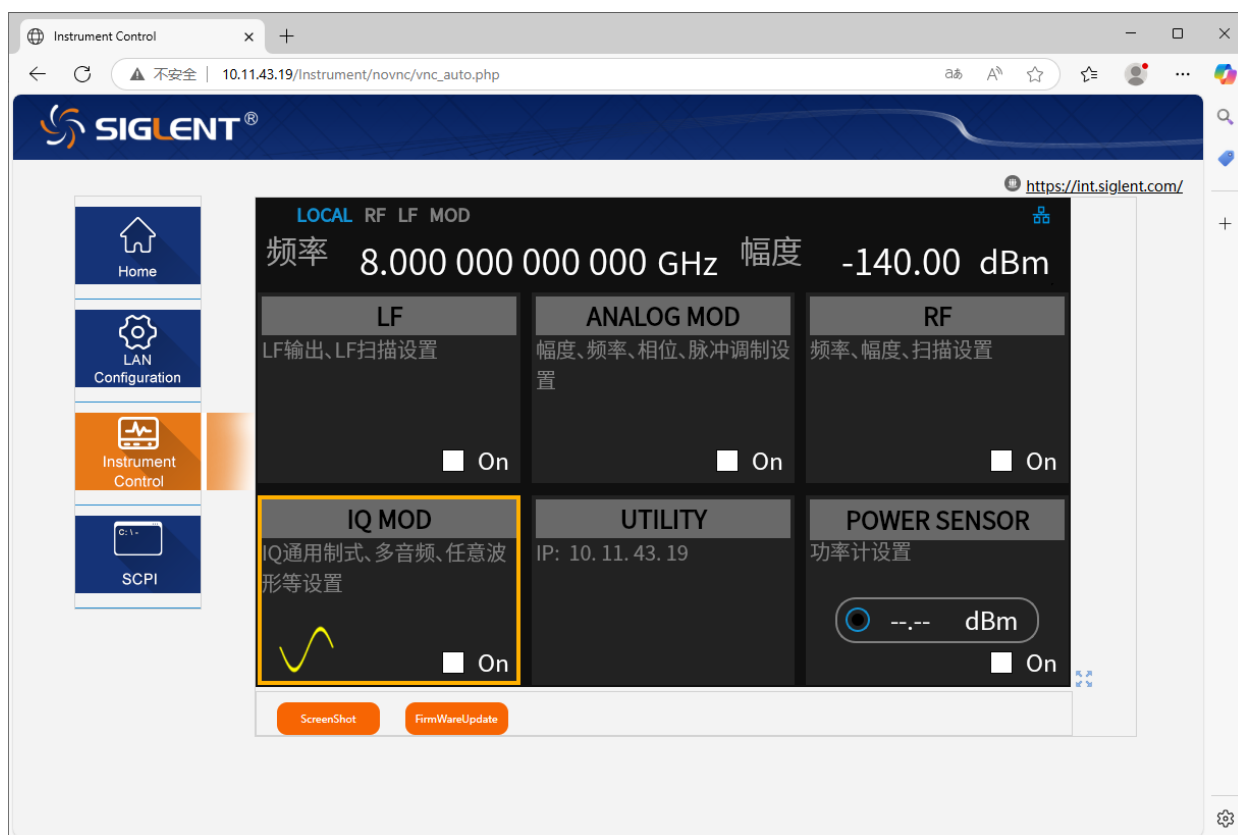 Instrument Control
不安全
10.11.43.19/Instrument/novnc/vnc_auto.php
SIGLENT®
https://int.siglent.com/
Home
LAN
Configuration
Instrument
Control
C:\-
SCPI
LOCAL RF LF MOD
频率 8.000 000 000 000 GHz 幅度 -140.00 dBm
LF
LF输出、LF扫描设置
On
ANALOG MOD
幅度、频率、相位、脉冲调制设
置
On
RF
频率、幅度、扫描设置
On
IQ MOD
IQ通用制式、多音频、任意波
形等设置
On
UTILITY
IP: 10.11.43.19
POWER SENSOR
功率计设置
--.-- dBm
On
ScreenShot
FirmWareUpdate